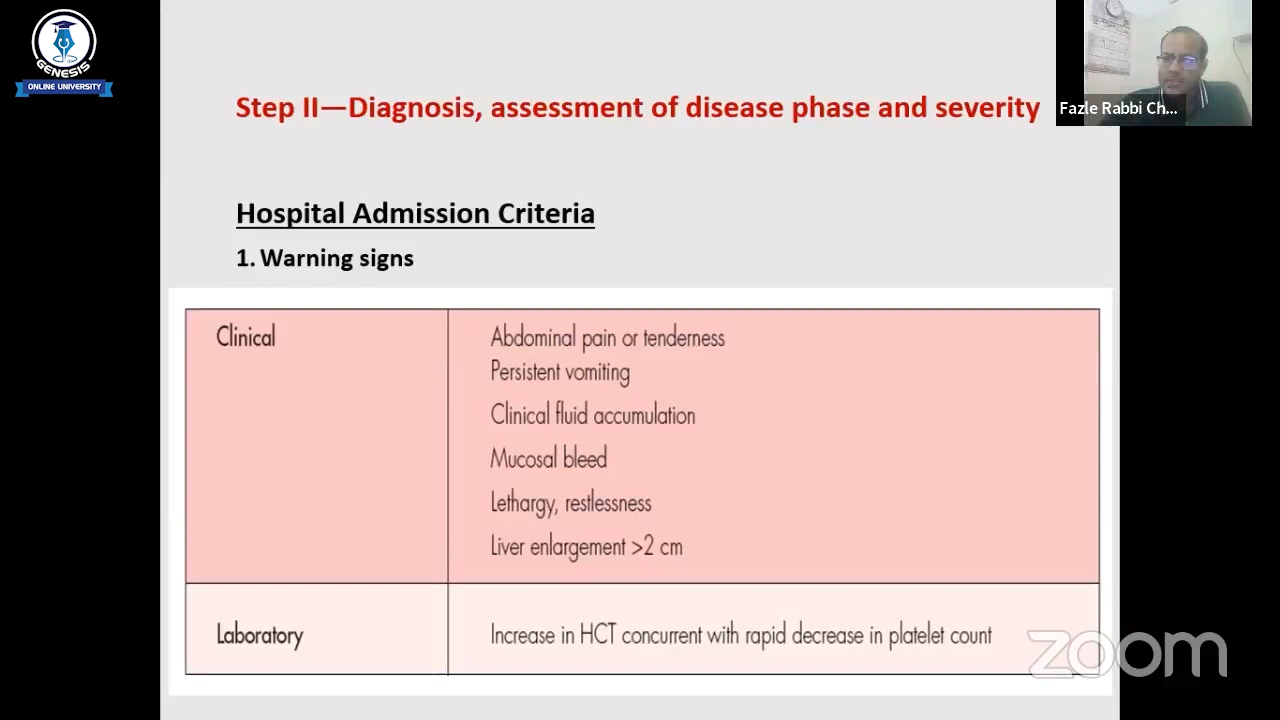 GENESIS
ONLINE UNIVERSITY
Fazle Rabbi Ch...
Step II—Diagnosis, assessment of disease phase and severity
Hospital Admission Criteria
1. Warning signs
Clinical
Abdominal pain or tenderness
Persistent vomiting
Clinical fluid accumulation
Mucosal bleed
Lethargy, restlessness
Liver enlargement >2 cm
Laboratory
Increase in HCT concurrent with rapid decrease in platelet count
zoom